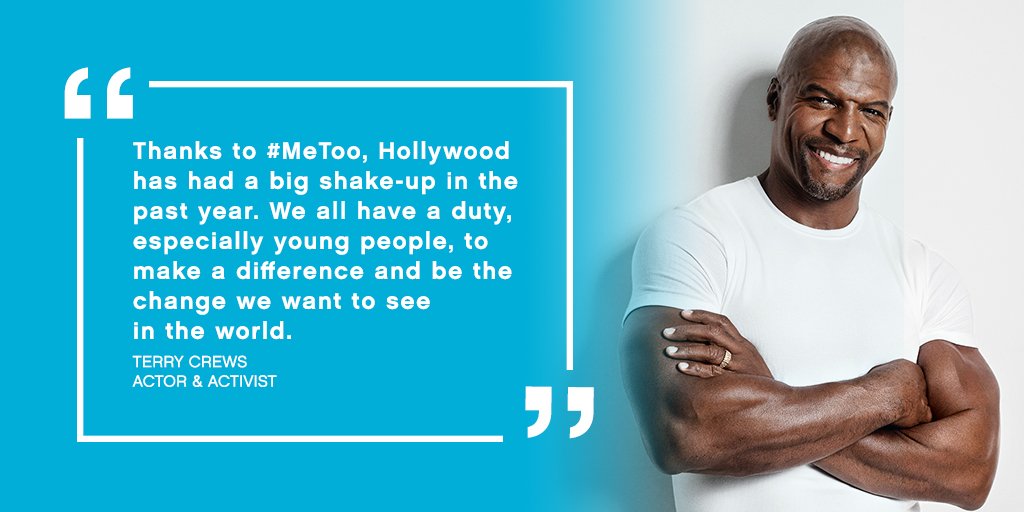 Thanks to #MeToo, Hollywood
has had a big shake-up in the
past year. We all have a duty,
especially young people, to
make a difference and be the
change we want to see
in the world.
TERRY CREWS
ACTOR & ACTIVIST